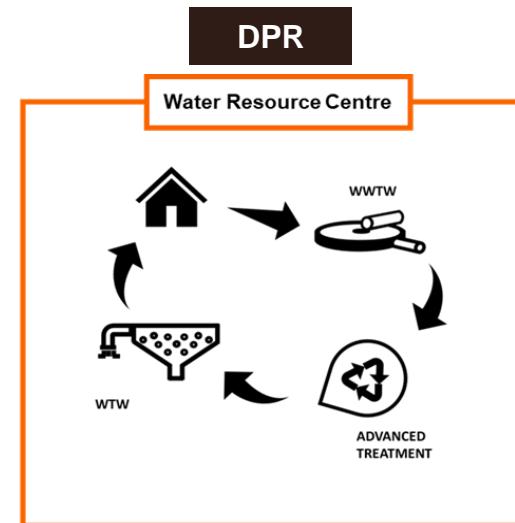 DPR
Water Resource Centre
WWTW
WTW
ADVANCED
TREATMENT